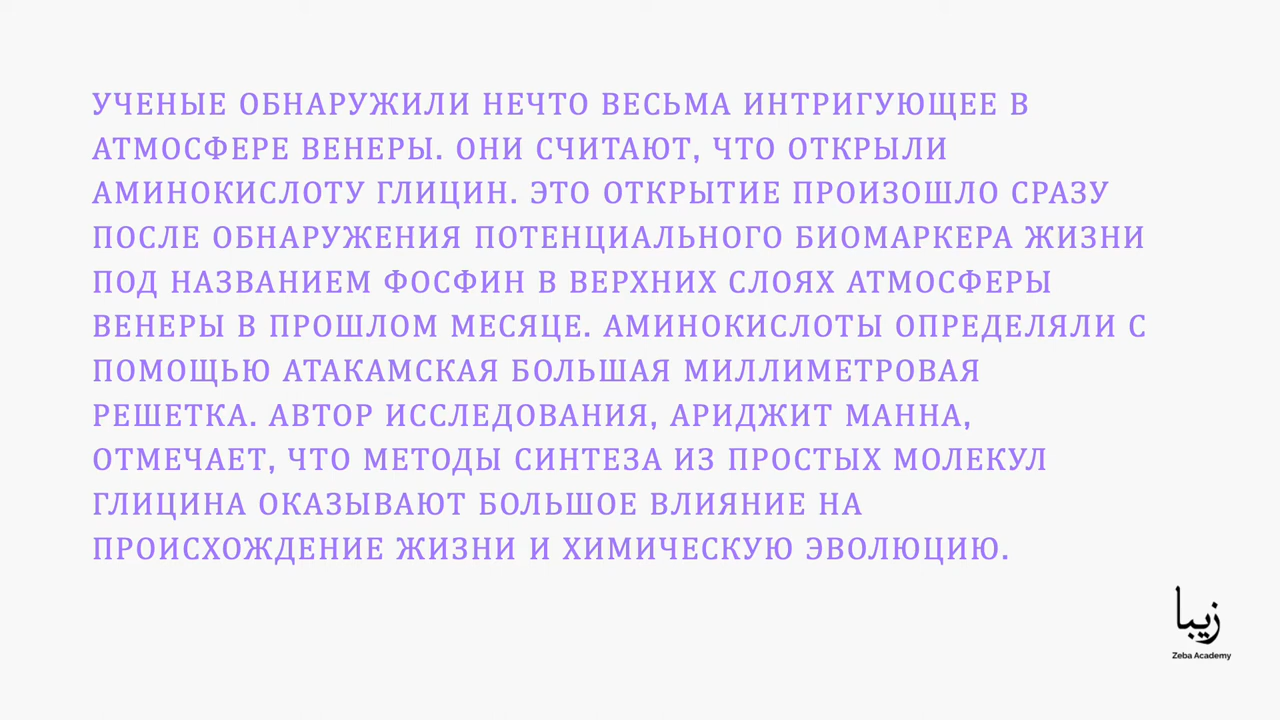 УЧЕНЫЕ ОБНАРУЖИЛИ НЕЧТО ВЕСЬМА ИНТРИГУЮЩЕЕ В
АТМОСФЕРЕ ВЕНЕРЫ. ОНИ СЧИТАЮТ, ЧТО ОТКРЫЛИ
АМИНОКИСЛОТУ ГЛИЦИН. ЭТО ОТКРЫТИЕ ПРОИЗОШЛО СРАЗУ
ПОСЛЕ ОБНАРУЖЕНИЯ ПОТЕНЦИАЛЬНОГО БИОМАРКЕРА ЖИЗНИ
ПОД НАЗВАНИЕМ ФОСФИН В ВЕРХНИХ СЛОЯХ АТМОСФЕРЫ
ВЕНЕРЫ В ПРОШЛОМ МЕСЯЦЕ. АМИНОКИСЛОТЫ ОПРЕДЕЛЯЛИ С
ПОМОЩЬЮ АТАКАМСКАЯ БОЛЬШАЯ МИЛЛИМЕТРОВАЯ
РЕШЕТКА. АВТОР ИССЛЕДОВАНИЯ, АРИДЖИТ МАННА,
ОТМЕЧАЕТ, ЧТО МЕТОДЫ СИНТЕЗА ИЗ ПРОСТЫХ МОЛЕКУЛ
ГЛИЦИНА ОКАЗЫВАЮТ БОЛЬШОЕ ВЛИЯНИЕ НА
ПРОИСХОЖДЕНИЕ ЖИЗНИ И ХИМИЧЕСКУЮ ЭВОЛЮЦИЮ.
زیبا
Zeba Academy